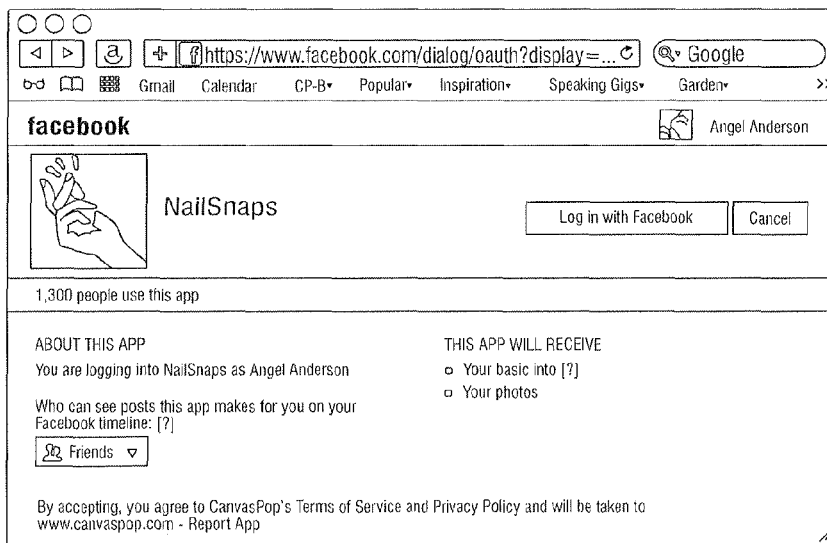 https://www.facebook.com/dialog/oauth?display=... Google
Gmail Calendar CP-B Popular Inspiration Speaking Gigs Garden >>
facebook Angel Anderson
NailSnaps Log in with Facebook Cancel
1,300 people use this app
ABOUT THIS APP
You are logging into NailSnaps as Angel Anderson
Who can see posts this app makes for you on your
Facebook timeline: [?]
Friends
THIS APP WILL RECEIVE
Your basic into [?]
Your photos
By accepting, you agree to CanvasPop's Terms of Service and Privacy Policy and will be taken to
www.canvaspop.com - Report App